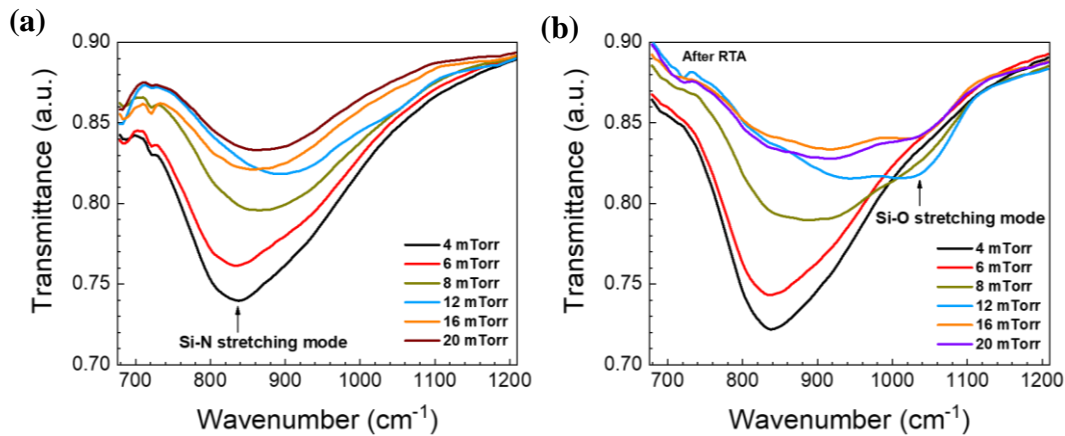 (a)
0.90
0.85
0.80
0.75
0.70
Transmittance (a.u.)
Si-N stretching mode
4 mTorr
6 mTorr
8 mTorr
12 mTorr
16 mTorr
20 mTorr
700 800 900 1000 1100 1200
Wavenumber (cm⁻¹)
(b)
0.90
0.85
0.80
0.75
0.70
Transmittance (a.u.)
After RTA
Si-O stretching mode
4 mTorr
6 mTorr
8 mTorr
12 mTorr
16 mTorr
20 mTorr
700 800 900 1000 1100 1200
Wavenumber (cm⁻¹)